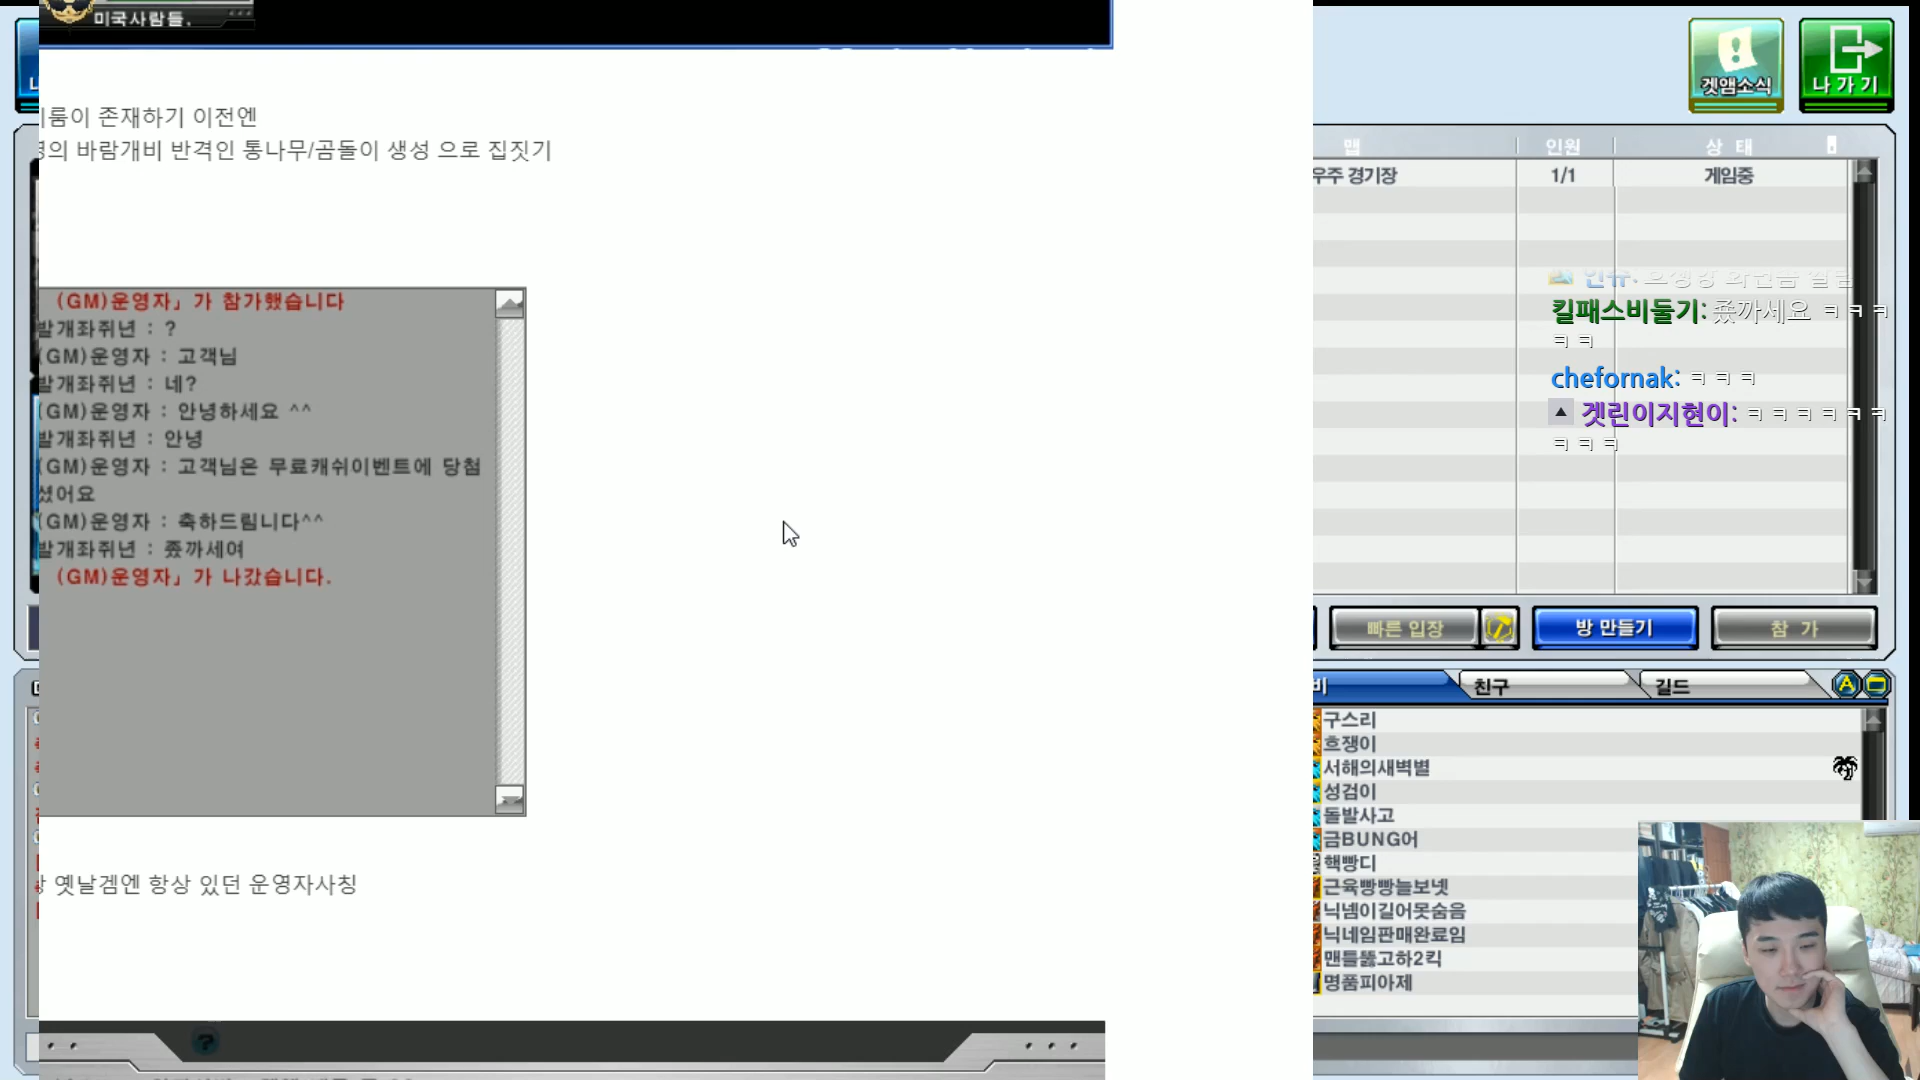 미국사람들.
이전엔
룸이 존재하기 이전엔
의 바람개비 반격인 통나무/곰돌이 생성 으로 집짓기
(GM)운영자」가 참가했습니다
발개좌쥐년 : ?
(GM)운영자 : 고객님
발개좌쥐년 : 네?
(GM)운영자 : 안녕하세요 ^^
발개좌쥐년 : 안녕
(GM)운영자 : 고객님은 무료캐쉬이벤트에 당첨
셨어요
(GM)운영자 : 축하드립니다^^
발개좌쥐년 : 좄까세여
(GM)운영자」가 나갔습니다.
옛날겜엔 항상 있던 운영자사칭
겟앰소식
나가기
맵
인원
상 태
우주 경기장
1/1
게임중
킬패스비둘기: 죴까세요 ㅋㅋㅋ
ㅋㅋ
chefornak: ㅋㅋㅋ
겟린이지현이: ㅋㅋㅋㅋㅋㅋ
ㅋㅋㅋ
빠른 입장
방 만들기
참 가
비
친구
길드
구스리
흐쟁이
서해의새벽별
성검이
돌발사고
금BUNG어
핵빵디
근육빵빵늘보넷
닉넴이길어못숨음
닉네임판매완료임
맨틀뚫고하2킥
명품피아제